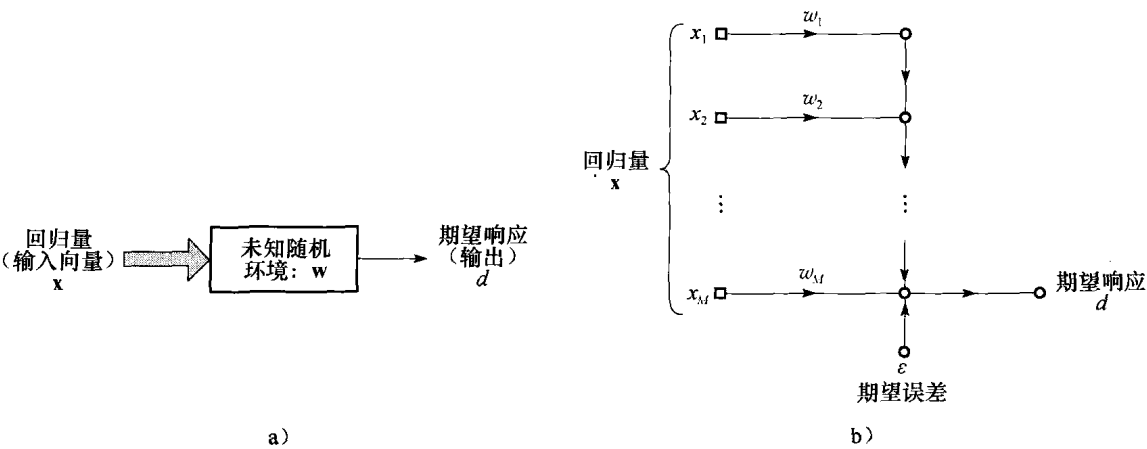 回归量
(输入向量)
x
未知随机
环境：w
期望响应
(输出)
d
a）
回归量
x
x1
w1
x2
w2
⋮
⋮
xM
wM
期望响应
d
ε
期望误差
b）